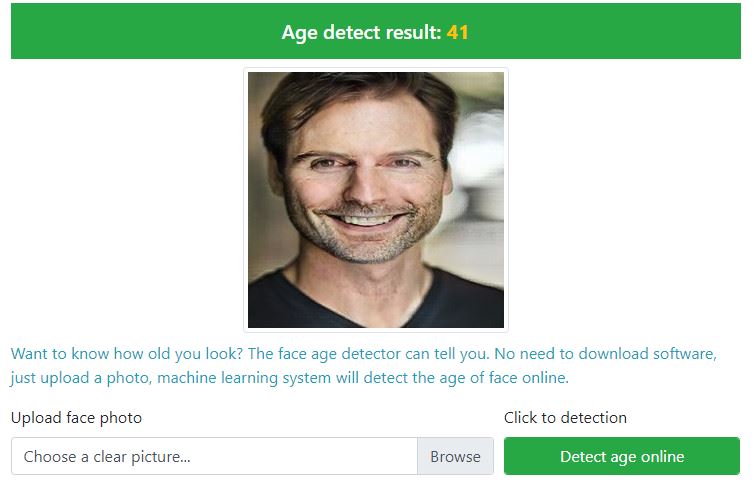 Age detect result: 41
Want to know how old you look? The face age detector can tell you. No need to download software,
just upload a photo, machine learning system will detect the age of face online.
Upload face photo
Click to detection
Choose a clear picture...
Browse
Detect age online